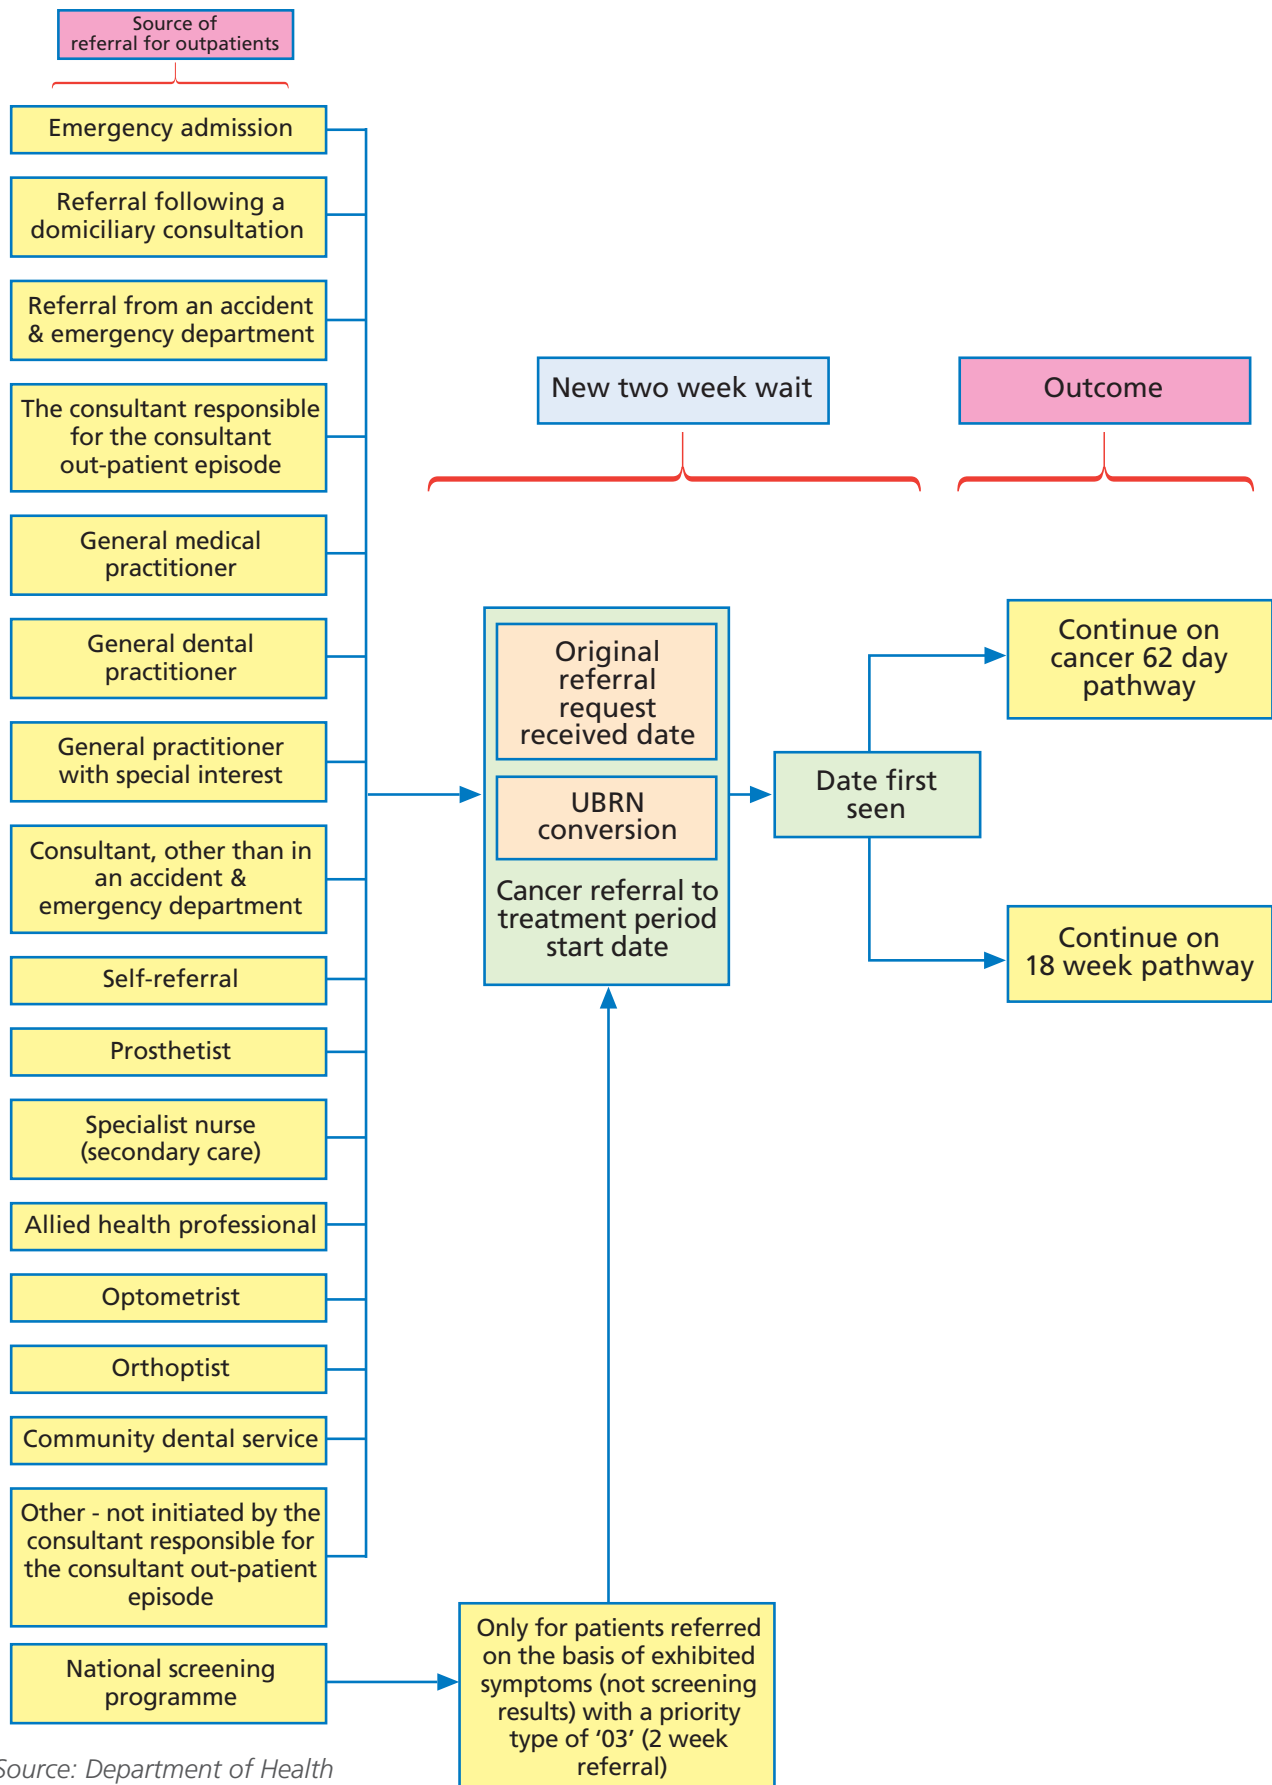 Source of
referral for outpatients
Emergency admission
Referral following a
domiciliary consultation
Referral from an accident
& emergency department
The consultant responsible
for the consultant
out-patient episode
General medical
practitioner
General dental
practitioner
General practitioner
with special interest
Consultant, other than in
an accident &
emergency department
Self-referral
Prosthetist
Specialist nurse
(secondary care)
Allied health professional
Optometrist
Orthoptist
Community dental service
Other - not initiated by the
consultant responsible for
the consultant out-patient
episode
National screening
programme
New two week wait
Original
referral
request
received date
UBRN
conversion
Cancer referral to
treatment period
start date
Only for patients referred
on the basis of exhibited
symptoms (not screening
results) with a priority
type of ‘03’ (2 week
referral)
Date first
seen
Outcome
Continue on
cancer 62 day
pathway
Continue on
18 week pathway
Source: Department of Health